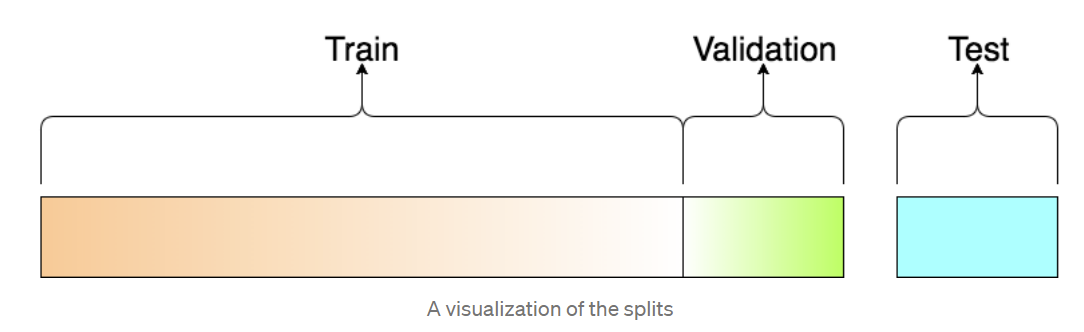 Train
Validation
Test
A visualization of the splits